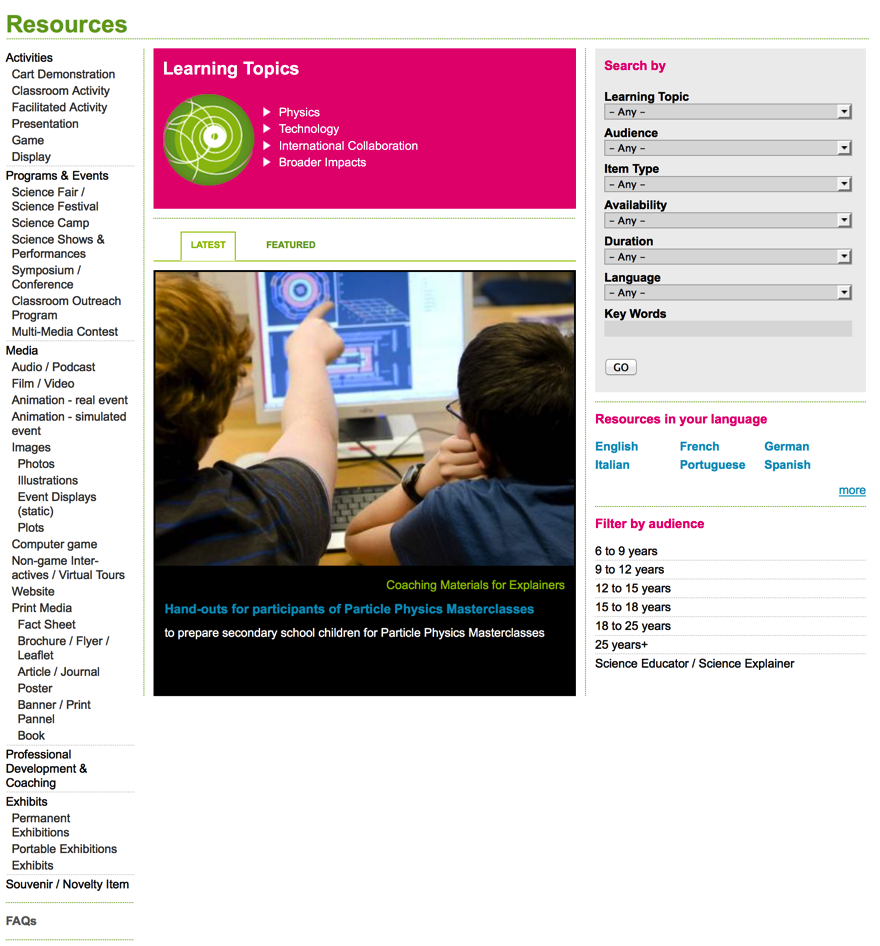 Resources
Activities
Cart Demonstration
Classroom Activity
Facilitated Activity
Presentation
Game
Display
Programs & Events
Science Fair /
Science Festival
Science Camp
Science Shows &
Performances
Symposium /
Conference
Classroom Outreach
Program
Multi-Media Contest
Media
Audio / Podcast
Film / Video
Animation - real event
Animation - simulated
event
Images
Photos
Illustrations
Event Displays
(static)
Plots
Computer game
Non-game Inter-
actives / Virtual Tours
Website
Print Media
Fact Sheet
Brochure / Flyer /
Leaflet
Article / Journal
Poster
Banner / Print
Pannel
Book
Professional
Development &
Coaching
Exhibits
Permanent
Exhibitions
Portable Exhibitions
Exhibits
Souvenir / Novelty Item
FAQs
Learning Topics
Physics
Technology
International Collaboration
Broader Impacts
LATEST FEATURED
Coaching Materials for Explainers
Hand-outs for participants of Particle Physics Masterclasses
to prepare secondary school children for Particle Physics Masterclasses
Search by
Learning Topic
– Any –
Audience
– Any –
Item Type
– Any –
Availability
– Any –
Duration
– Any –
Language
– Any –
Key Words
GO
Resources in your language
English French German
Italian Portuguese Spanish
more
Filter by audience
6 to 9 years
9 to 12 years
12 to 15 years
15 to 18 years
18 to 25 years
25 years+
Science Educator / Science Explainer